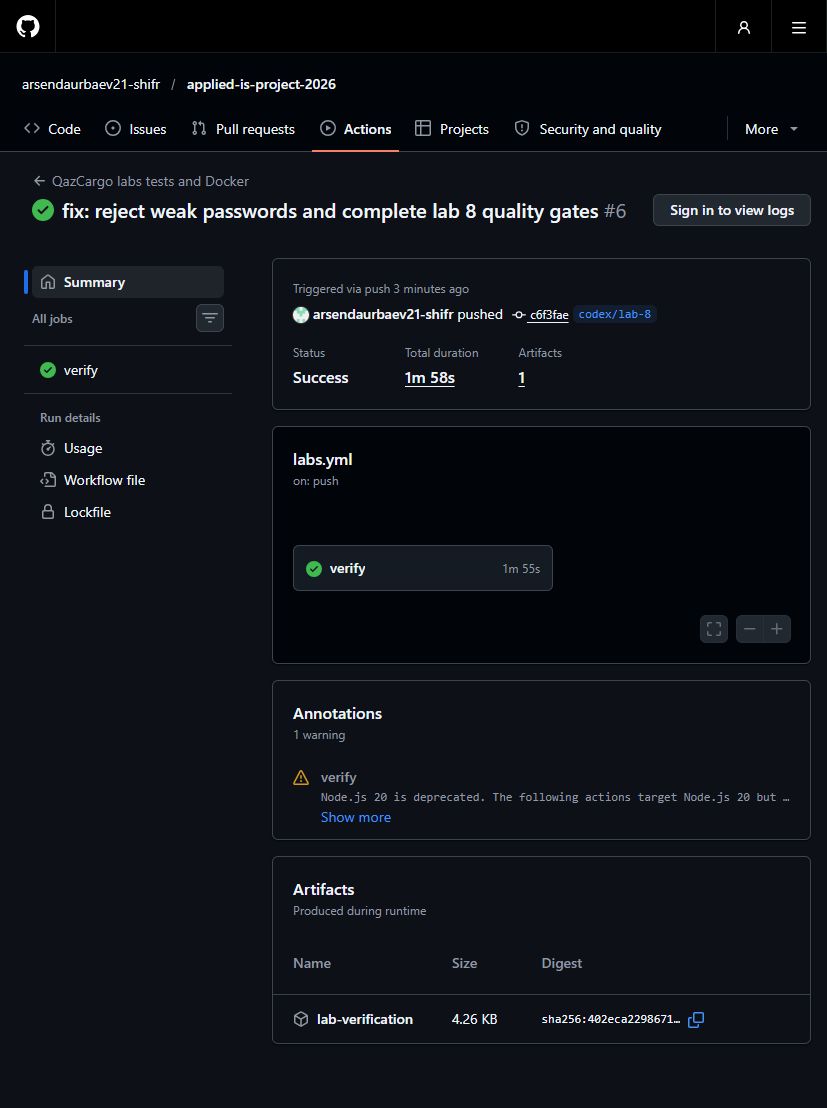 arsendaurbaev21-shifr / applied-is-project-2026
Code Issues Pull requests Actions Projects Security and quality More
QazCargo labs tests and Docker
fix: reject weak passwords and complete lab 8 quality gates #6
Sign in to view logs
Summary
All jobs
verify
Run details
Usage
Workflow file
Lockfile
Triggered via push 3 minutes ago
arsendaurbaev21-shifr pushed c6f3fae codex/lab-8
Status Total duration Artifacts
Success 1m 58s 1
labs.yml
on: push
verify 1m 55s
Annotations
1 warning
verify
Node.js 20 is deprecated. The following actions target Node.js 20 but …
Show more
Artifacts
Produced during runtime
Name Size Digest
lab-verification 4.26 KB sha256:402eca2298671…